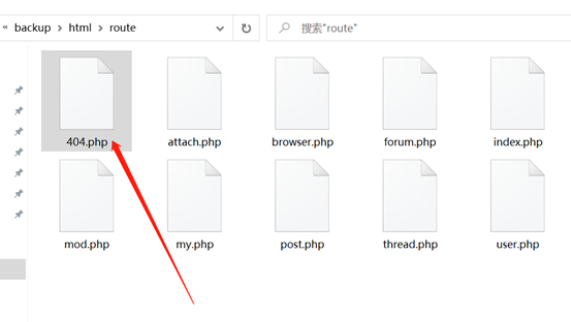 « backup > html > route
搜索"route"
404.php
attach.php
browser.php
forum.php
index.php
mod.php
my.php
post.php
thread.php
user.php